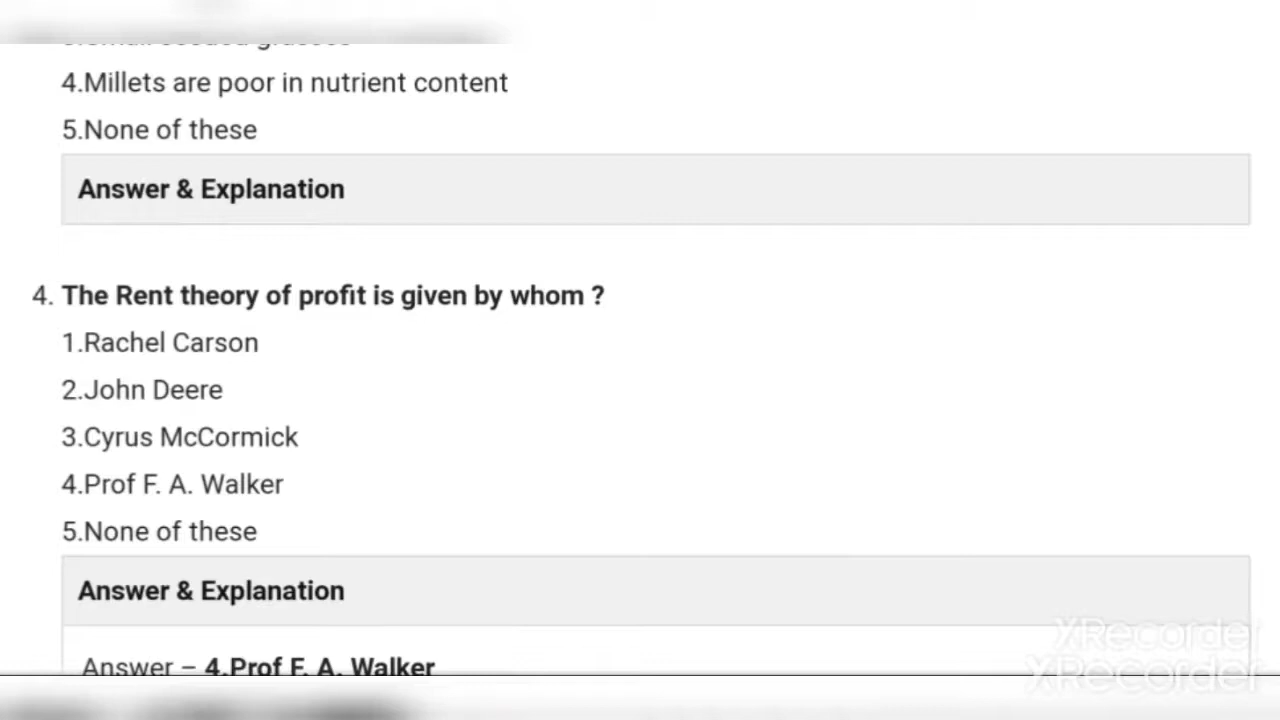 4.Millets are poor in nutrient content
5.None of these
Answer & Explanation
4. The Rent theory of profit is given by whom ?
1.Rachel Carson
2.John Deere
3.Cyrus McCormick
4.Prof F. A. Walker
5.None of these
Answer & Explanation
Answer – 4.Prof F. A. Walker
XRecorder
XRecorder